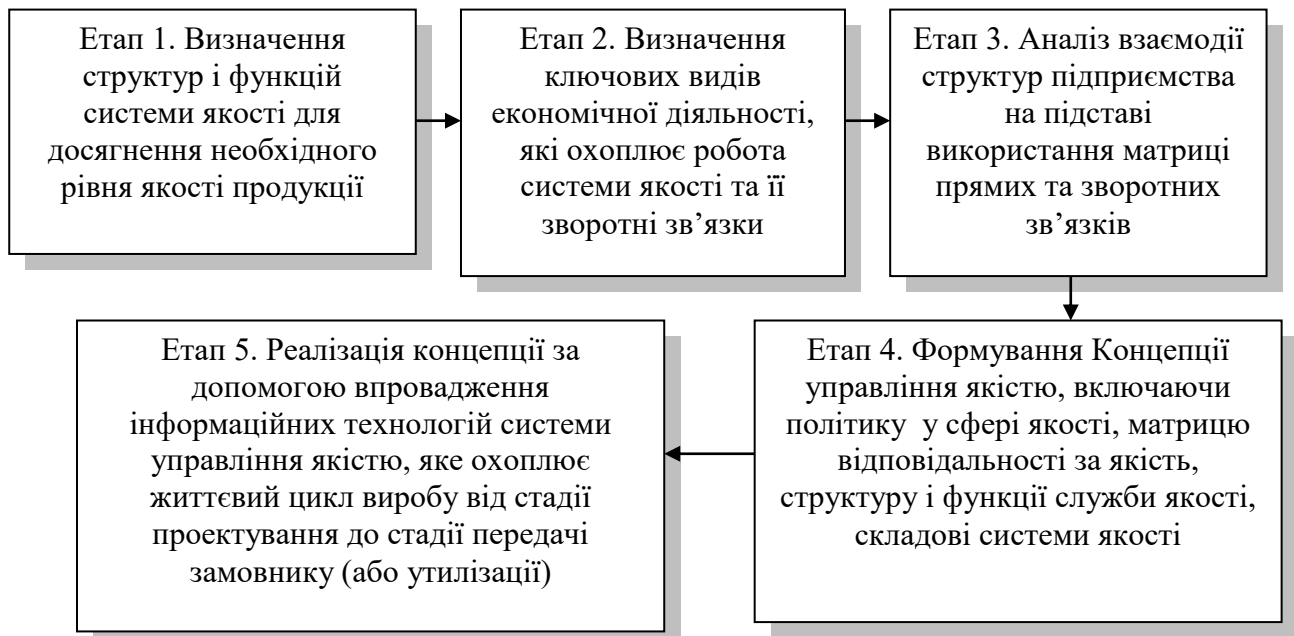 Етап 1. Визначення
структур і функцій
системи якості для
досягнення необхідного
рівня якості продукції
Етап 2. Визначення
ключових видів
економічної діяльності,
які охоплює робота
системи якості та її
зворотні зв’язки
Етап 3. Аналіз взаємодії
структур підприємства
на підставі
використання матриці
прямих та зворотних
зв’язків
Етап 4. Формування Концепції
управління якістю, включаючи
політику у сфері якості, матрицю
відповідальності за якість,
структуру і функції служби якості,
складові системи якості
Етап 5. Реалізація концепції за
допомогою впровадження
інформаційних технологій системи
управління якістю, яке охоплює
життєвий цикл виробу від стадії
проектування до стадії передачі
замовнику (або утилізації)